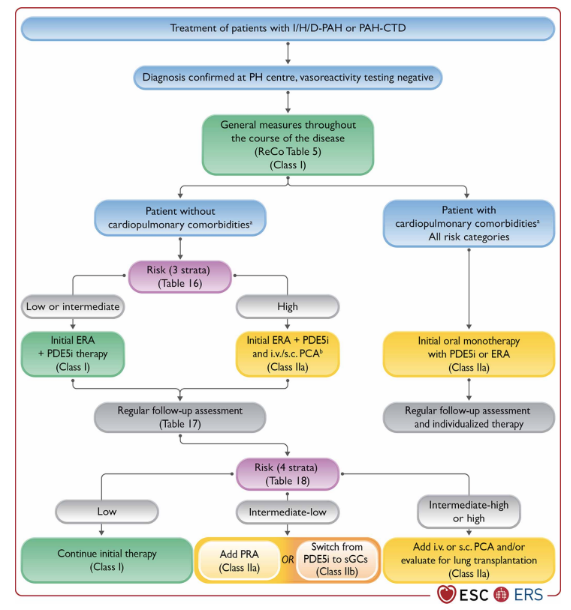 Treatment of patients with I/H/D-PAH or PAH-CTD
Diagnosis confirmed at PH centre, vasoreactivity testing negative
General measures throughout
the course of the disease
(ReCo Table 5)
(Class I)
Patient without
cardiopulmonary comorbiditiesᵃ
Patient with
cardiopulmonary comorbiditiesᵃ
All risk categories
Risk (3 strata)
(Table 16)
Low or intermediate
High
Initial ERA
+ PDE5i therapy
(Class I)
Initial ERA + PDE5i
and i.v./s.c. PCAᵇ
(Class IIa)
Initial oral monotherapy
with PDE5i or ERA
(Class IIa)
Regular follow-up assessment
(Table 17)
Regular follow-up assessment
and individualized therapy
Risk (4 strata)
(Table 18)
Low
Intermediate-low
Intermediate-high
or high
Continue initial therapy
(Class I)
Add PRA
(Class IIa)
OR
Switch from
PDE5i to sGCs
(Class IIb)
Add i.v. or s.c. PCA and/or
evaluate for lung transplantation
(Class IIa)
ESC ERS